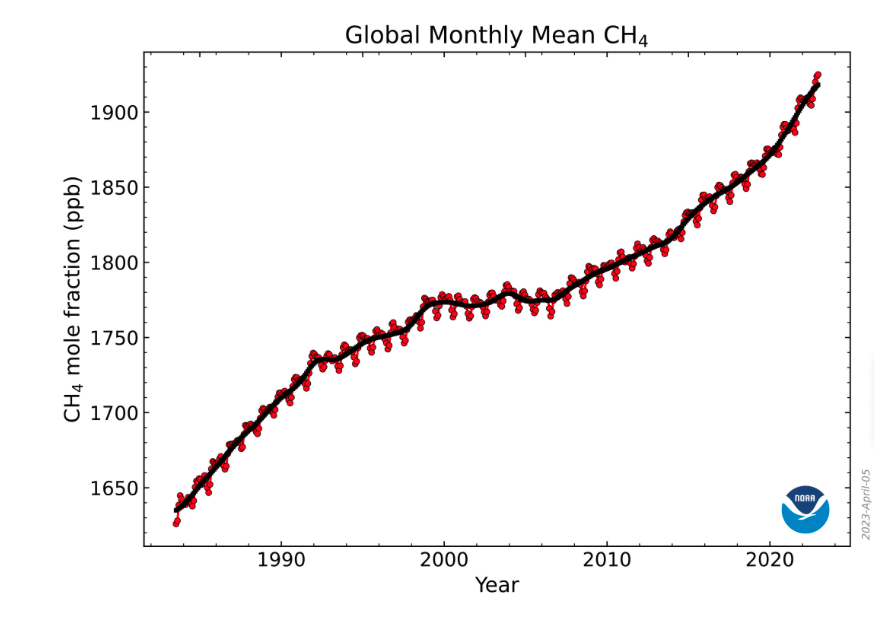 Global Monthly Mean CH₄
CH₄ mole fraction (ppb)
1900
1850
1800
1750
1700
1650
1990 2000 2010 2020
Year
NOAA
2023-April-05